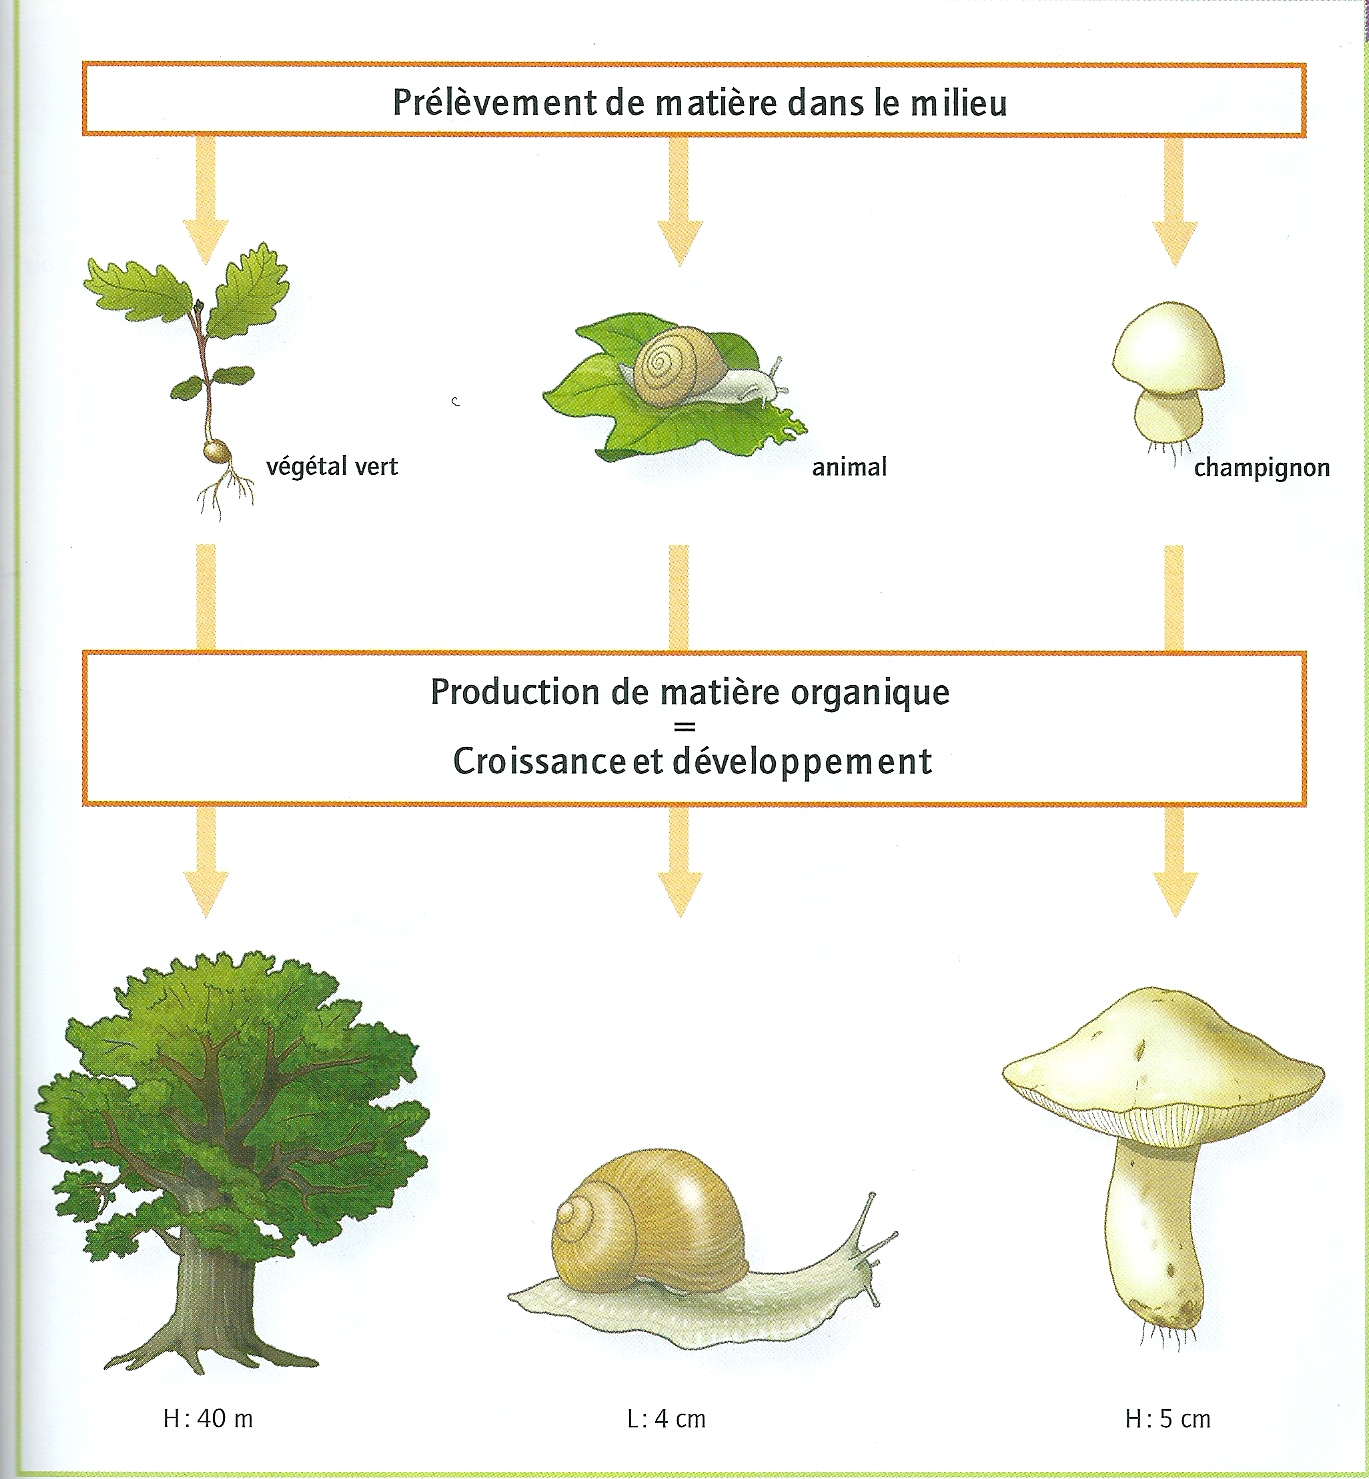 Prélèvement de matière dans le milieu
végétal vert
animal
champignon
Production de matière organique
=
Croissance et développement
H : 40 m
L : 4 cm
H : 5 cm